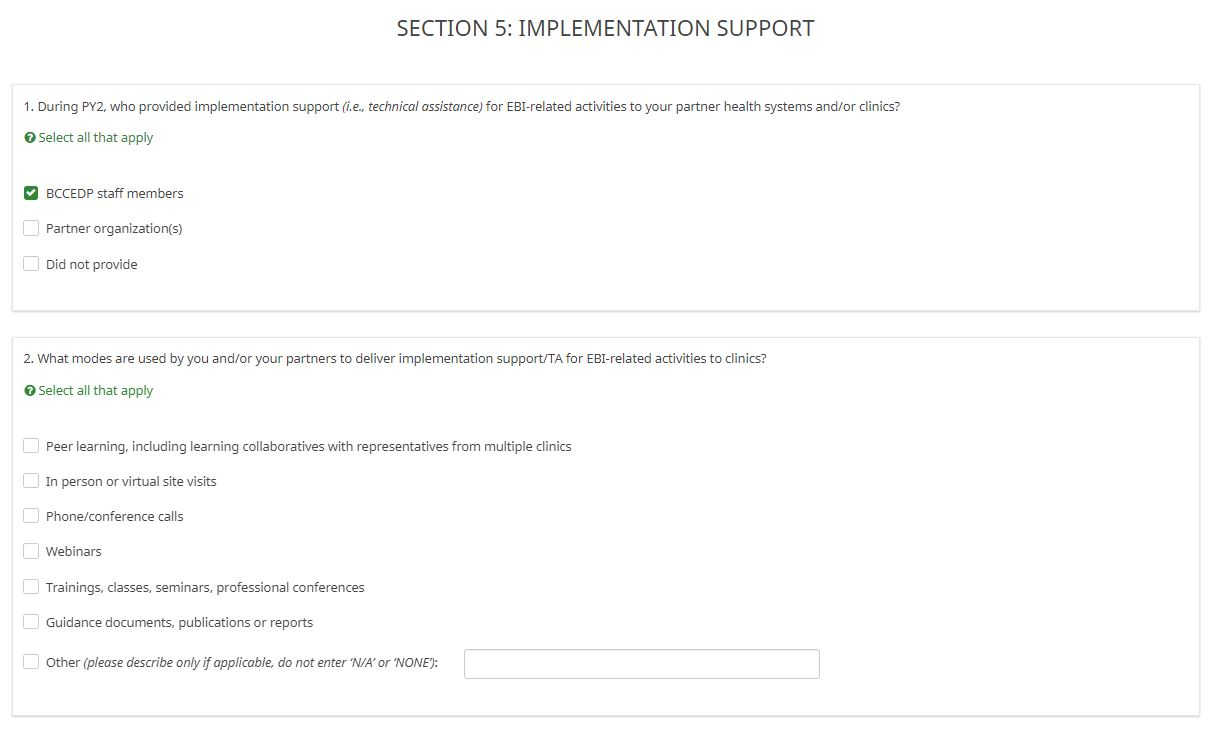 SECTION 5: IMPLEMENTATION SUPPORT
1. During PY2, who provided implementation support (i.e., technical assistance) for EBI-related activities to your partner health systems and/or clinics?
Select all that apply
BCCEDP staff members
Partner organization(s)
Did not provide
2. What modes are used by you and/or your partners to deliver implementation support/TA for EBI-related activities to clinics?
Select all that apply
Peer learning, including learning collaboratives with representatives from multiple clinics
In person or virtual site visits
Phone/conference calls
Webinars
Trainings, classes, seminars, professional conferences
Guidance documents, publications or reports
Other (please describe only if applicable, do not enter ‘N/A’ or ‘NONE’):